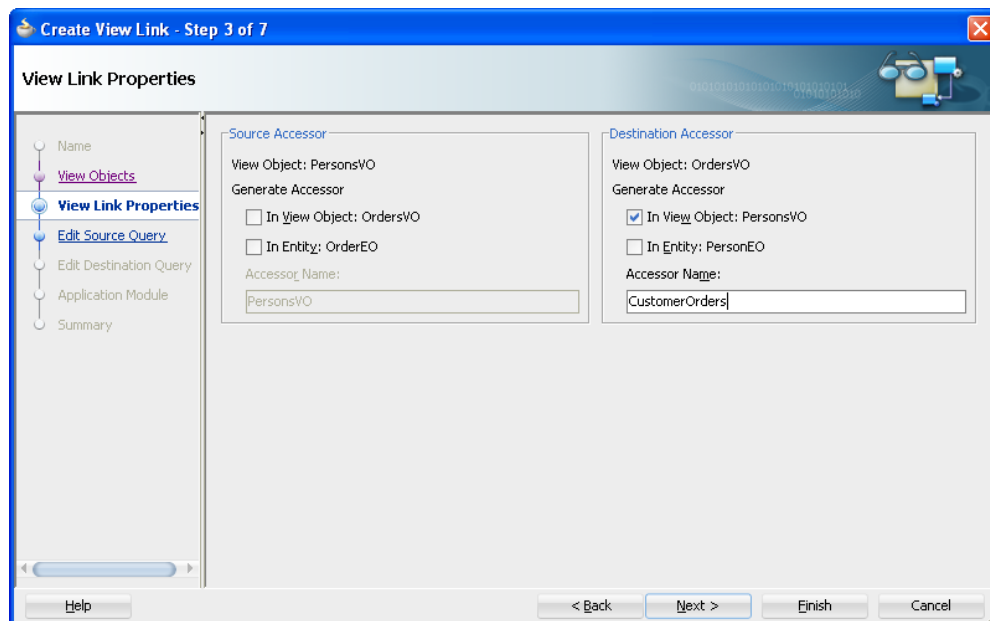 Create View Link - Step 3 of 7
View Link Properties
Name
View Objects
View Link Properties
Edit Source Query
Edit Destination Query
Application Module
Summary
Source Accessor
View Object: PersonsVO
Generate Accessor
In View Object: OrdersVO
In Entity: OrderEO
Accessor Name:
PersonsVO
Destination Accessor
View Object: OrdersVO
Generate Accessor
In View Object: PersonsVO
In Entity: PersonEO
Accessor Name:
CustomerOrders
Help
< Back
Next >
Finish
Cancel